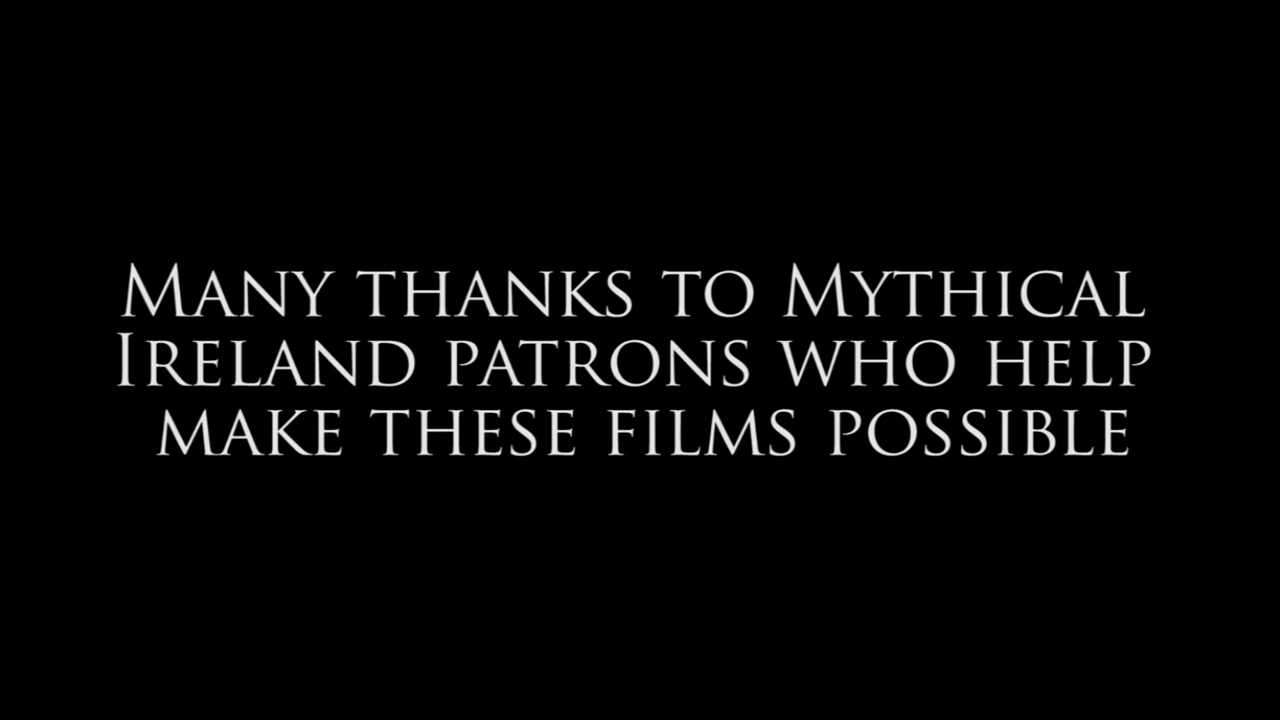 Many thanks to Mythical
Ireland patrons who help
make these films possible